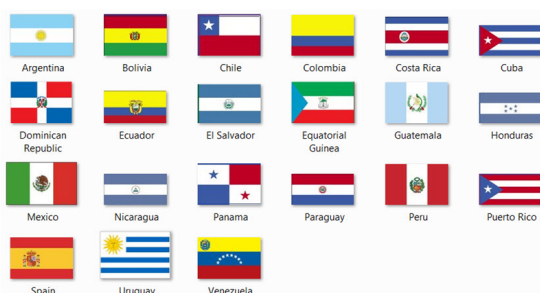 Argentina
Bolivia
Chile
Colombia
Costa Rica
Cuba
Dominican
Republic
Ecuador
El Salvador
Equatorial
Guinea
Guatemala
Honduras
Mexico
Nicaragua
Panama
Paraguay
Peru
Puerto Rico
Spain
Uruguay
Venezuela